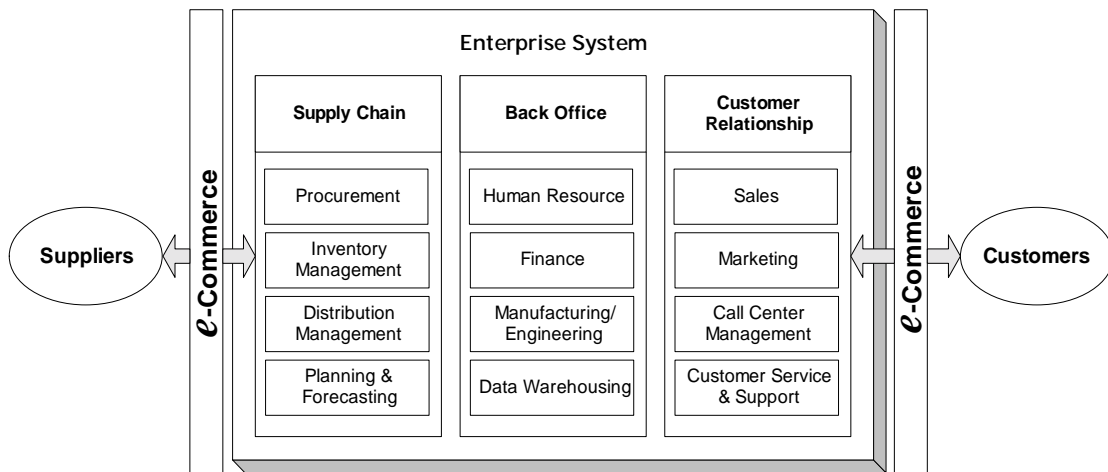 Enterprise System
Supply Chain
Procurement
Inventory
Management
Distribution
Management
Planning &
Forecasting
Back Office
Human Resource
Finance
Manufacturing/
Engineering
Data Warehousing
Customer
Relationship
Sales
Marketing
Call Center
Management
Customer Service
& Support
Suppliers
e-Commerce
e-Commerce
Customers